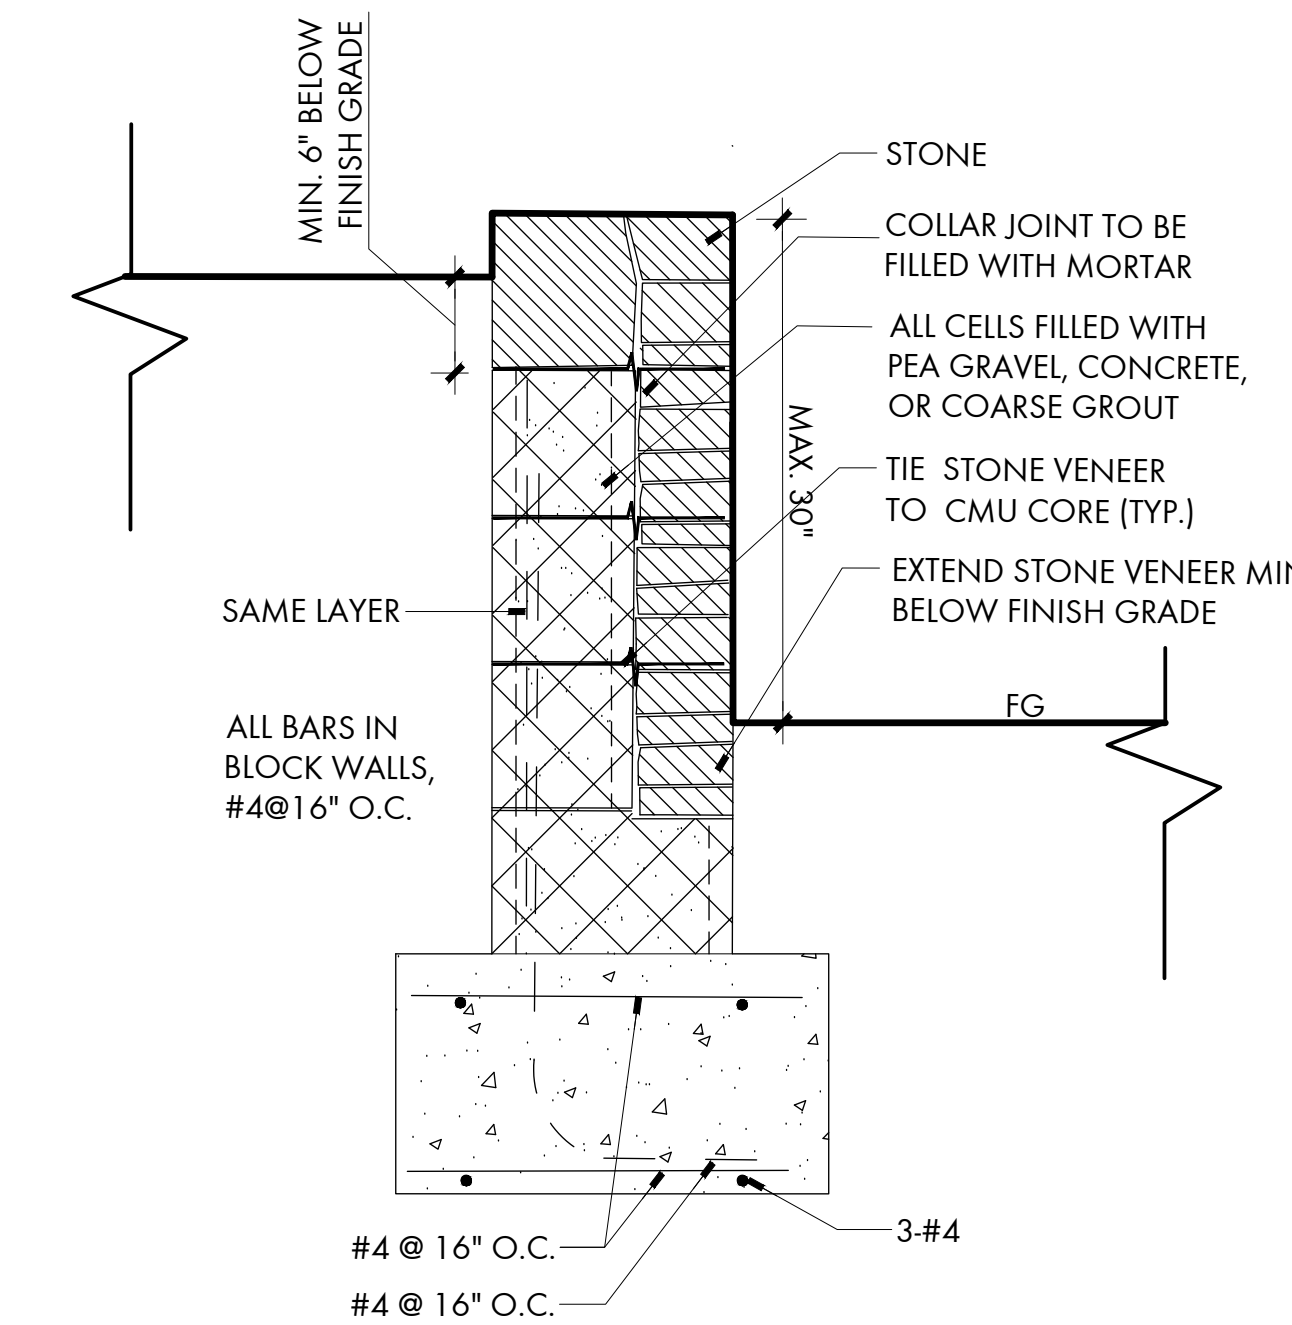 MIN. 6" BELOW
FINISH GRADE
STONE
COLLAR JOINT TO BE
FILLED WITH MORTAR
ALL CELLS FILLED WITH
PEA GRAVEL, CONCRETE,
OR COARSE GROUT
MAX. 30"
TIE STONE VENEER
TO CMU CORE (TYP.)
EXTEND STONE VENEER MIN
BELOW FINISH GRADE
SAME LAYER
FG
ALL BARS IN
BLOCK WALLS,
#4@16" O.C.
3-#4
#4 @ 16" O.C.
#4 @ 16" O.C.